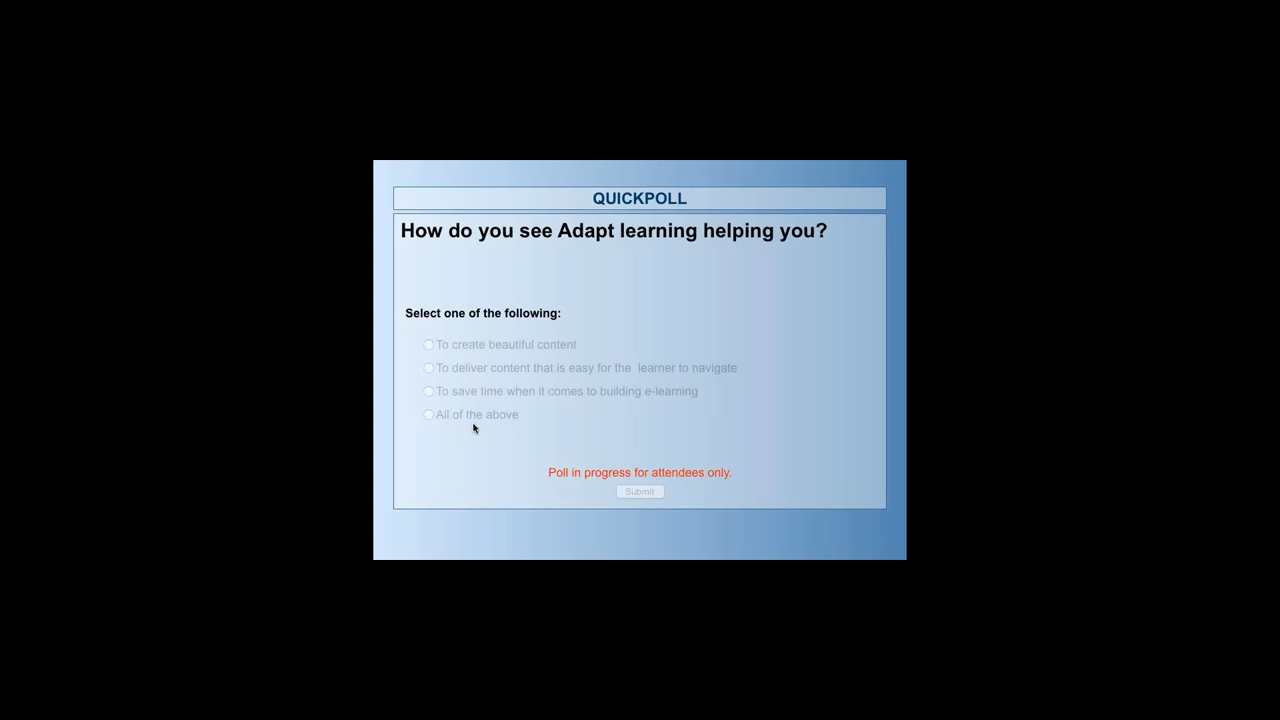 QUICKPOLL
How do you see Adapt learning helping you?
Select one of the following:
To create beautiful content
To deliver content that is easy for the  learner to navigate
To save time when it comes to building e-learning
All of the above
Poll in progress for attendees only.
Submit